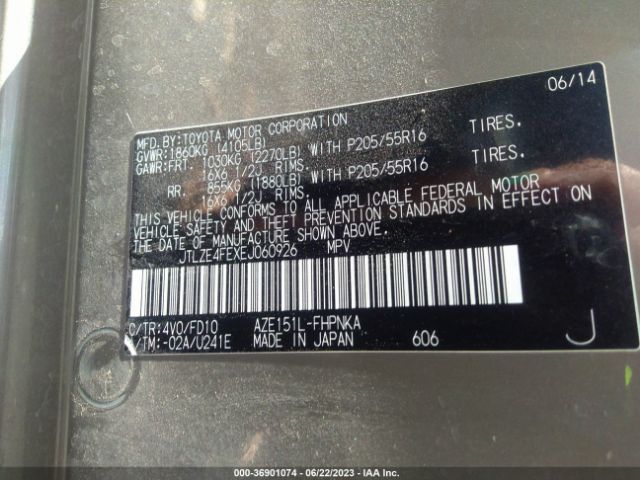 06/14
MFD. BY:TOYOTA MOTOR CORPORATION
GVWR:1860KG (4105LB)
GAWR:FRT. 1030KG (2270LB) WITH P205/55R16 TIRES.
16X6 1/2J RIMS.
RR. 855KG (1880LB) WITH P205/55R16 TIRES.
16X6 1/2J RIMS.
THIS VEHICLE CONFORMS TO ALL APPLICABLE FEDERAL MOTOR
VEHICLE SAFETY AND THEFT PREVENTION STANDARDS IN EFFECT ON
THE DATE OF MANUFACTURE SHOWN ABOVE.
JTLZE4FEXEJ060926 MPV
C/TR:4V0/FD10 AZE151L-FHPNKA
/TM:-02A/U241E MADE IN JAPAN 606 J
000-36901074 - 06/22/2023 - IAA Inc.